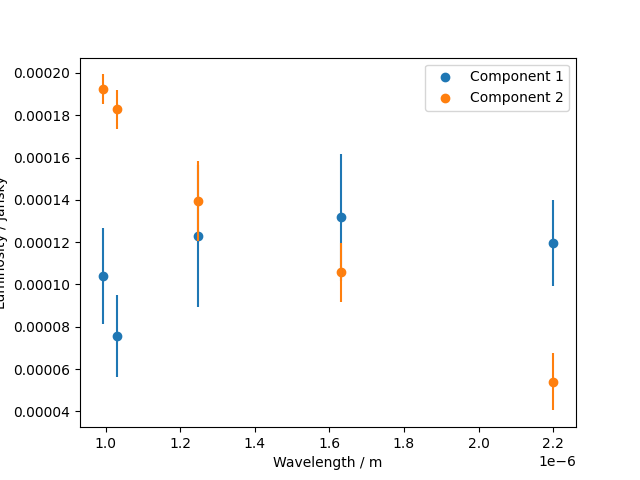 Component 1
Component 2
0.00020
0.00018
0.00016
0.00014
0.00012
0.00010
0.00008
0.00006
0.00004
/ Jansky
1.0 1.2 1.4 1.6 1.8 2.0 2.2
1e−6
Wavelength / m